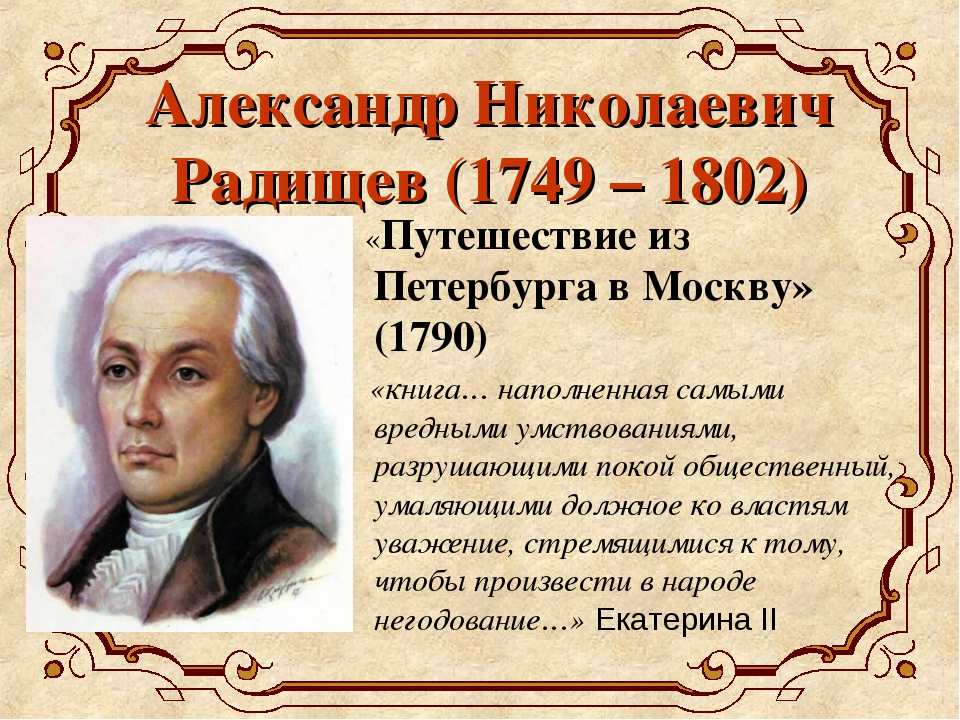 Александр Николаевич
Радищев (1749 – 1802)
«Путешествие из
Петербурга в Москву»
(1790)
«книга… наполненная самыми
вредными умствованиями,
разрушающими покой общественный,
умаляющими должное ко властям
уважение, стремящимися к тому,
чтобы произвести в народе
негодование…» Екатерина II